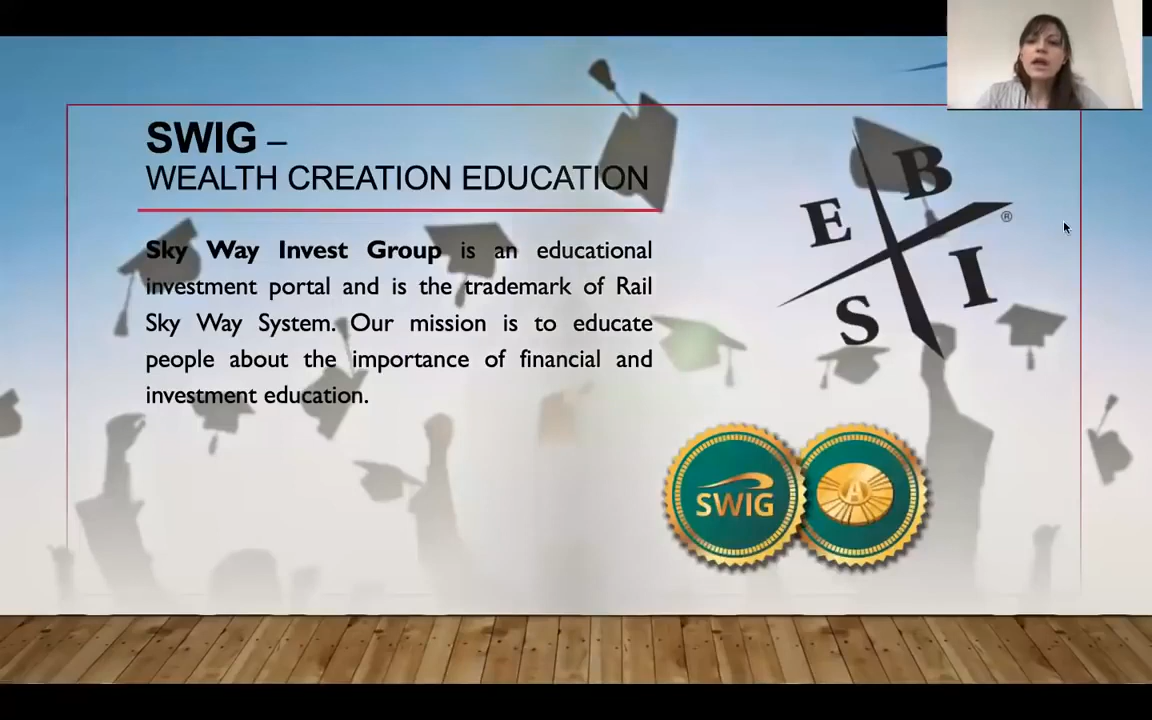 SWIG –
WEALTH CREATION EDUCATION
Sky Way Invest Group is an educational
investment portal and is the trademark of Rail
Sky Way System. Our mission is to educate
people about the importance of financial and
investment education.
E B
S I ®
SWIG A